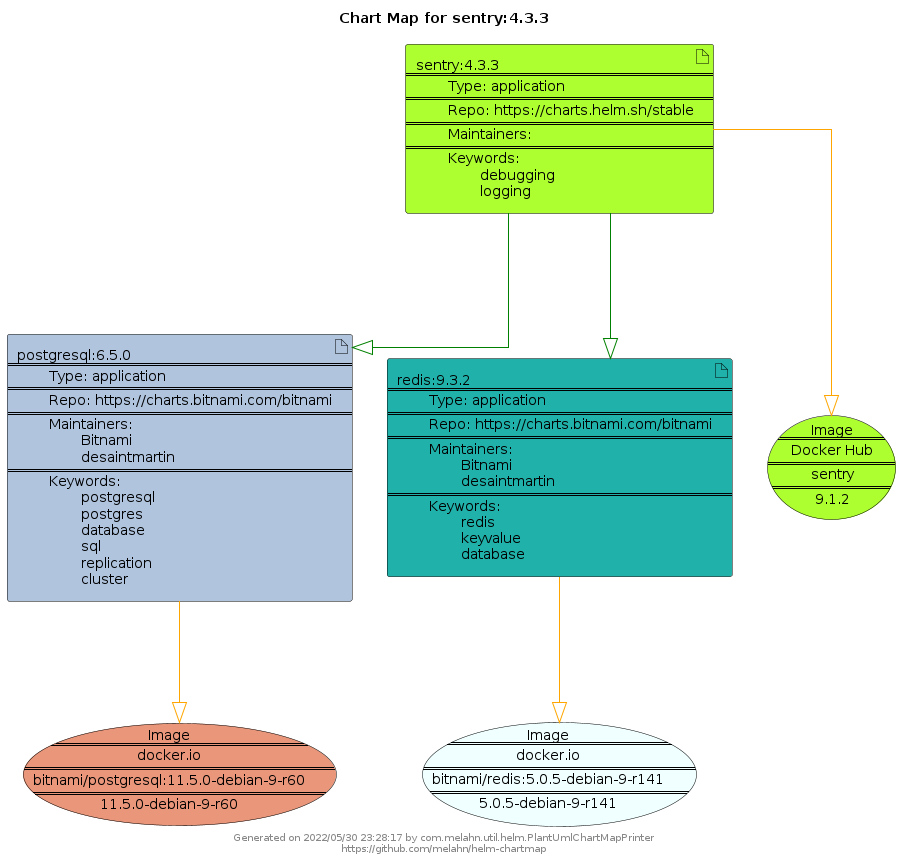 Chart Map for sentry:4.3.3
sentry:4.3.3
Type: application
Repo: https://charts.helm.sh/stable
Maintainers:
Keywords:
debugging
logging
postgresql:6.5.0
Type: application
Repo: https://charts.bitnami.com/bitnami
Maintainers:
Bitnami
desaintmartin
Keywords:
postgresql
postgres
database
sql
replication
cluster
redis:9.3.2
Type: application
Repo: https://charts.bitnami.com/bitnami
Maintainers:
Bitnami
desaintmartin
Keywords:
redis
keyvalue
database
Image
Docker Hub
sentry
9.1.2
Image
docker.io
bitnami/postgresql:11.5.0-debian-9-r60
11.5.0-debian-9-r60
Image
docker.io
bitnami/redis:5.0.5-debian-9-r141
5.0.5-debian-9-r141
Generated on 2022/05/30 23:28:17 by com.melahn.util.helm.PlantUmlChartMapPrinter
https://github.com/melahn/helm-chartmap